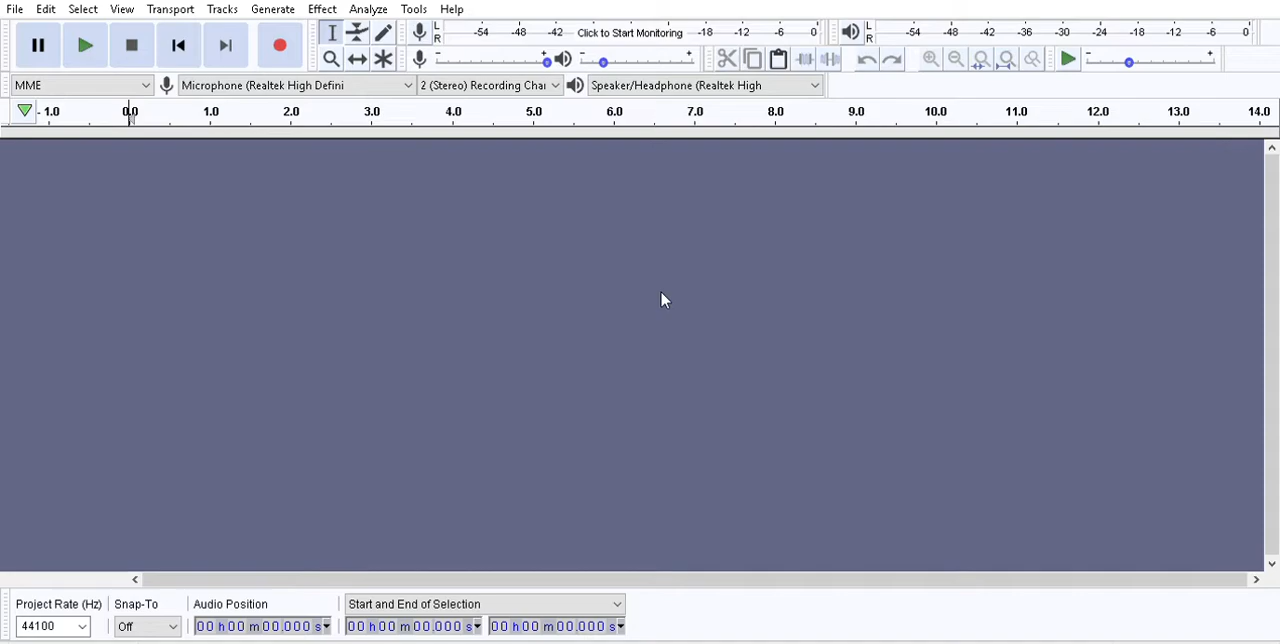 File Edit Select View Transport Tracks Generate Effect Analyze Tools Help
L R -54 -48 -42 Click to Start Monitoring -18 -12 -6 0 L R -54 -48 -42 -36 -30 -24 -18 -12 -6 0
- + - + - +
MME Microphone (Realtek High Defini 2 (Stereo) Recording Chai Speaker/Headphone (Realtek High
- 1.0 0.0 1.0 2.0 3.0 4.0 5.0 6.0 7.0 8.0 9.0 10.0 11.0 12.0 13.0 14.0
Project Rate (Hz) Snap-To Audio Position Start and End of Selection
44100 Off 00 h 00 m 00.000 s 00 h 00 m 00.000 s 00 h 00 m 00.000 s